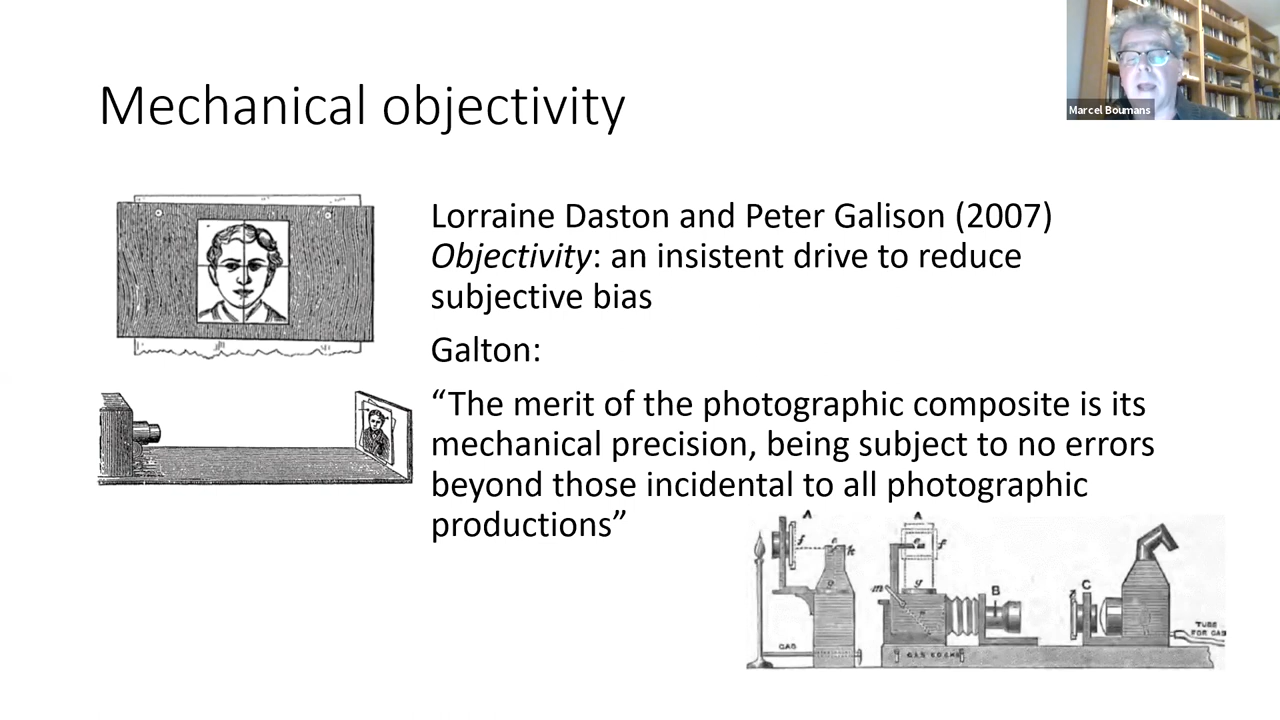 Mechanical objectivity
Marcel Boumans
Lorraine Daston and Peter Galison (2007)
Objectivity: an insistent drive to reduce
subjective bias
Galton:
“The merit of the photographic composite is its
mechanical precision, being subject to no errors
beyond those incidental to all photographic
productions”
A
A
f
k
f
g
m
B
C
GAS
TUBE
FOR GAS